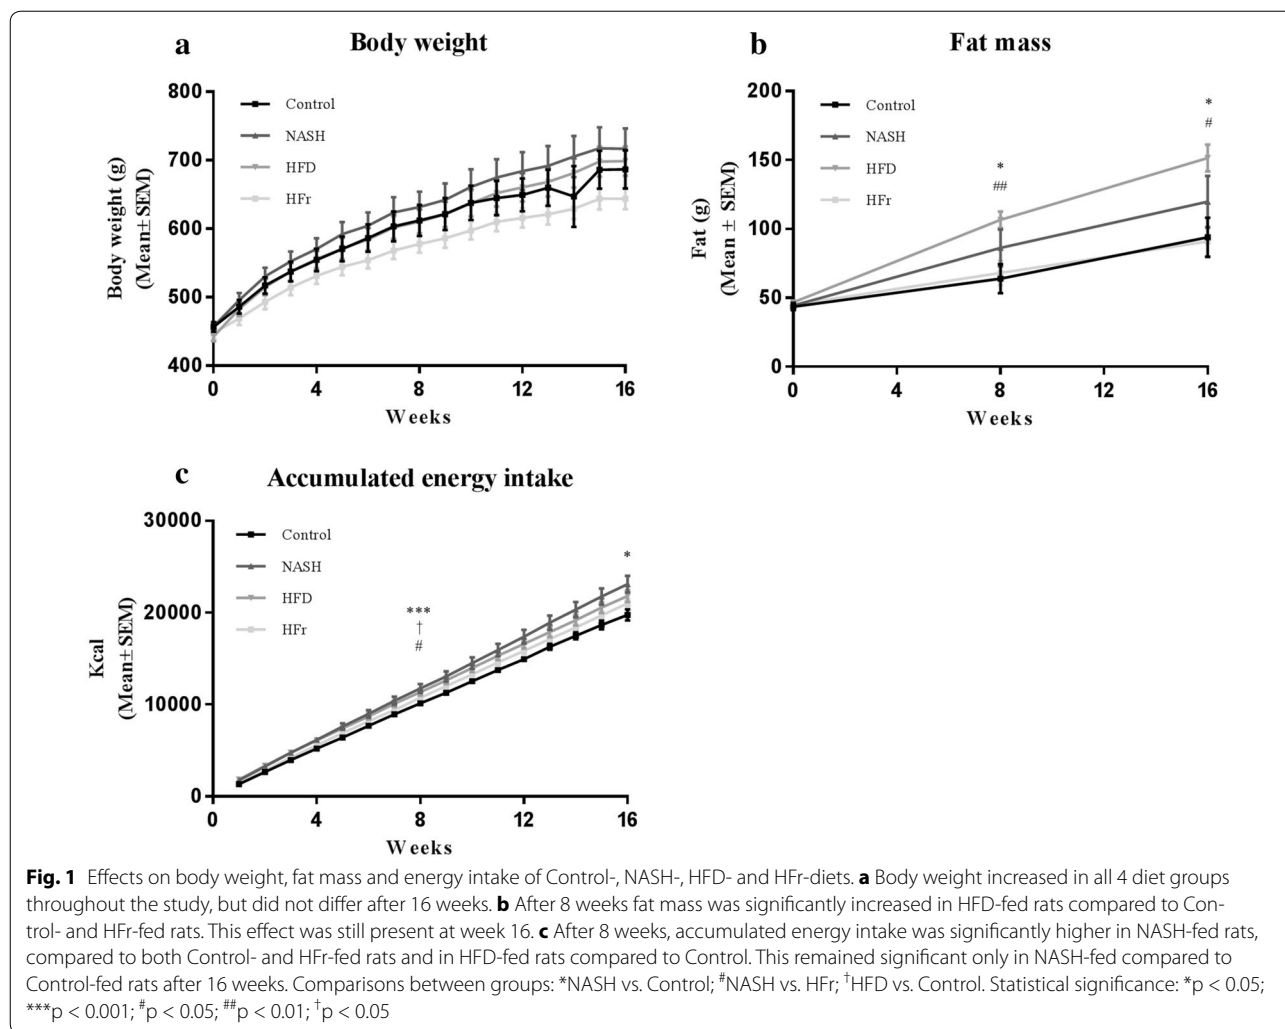 a Body weight
800
700
600
500
400
Body weight (g)
(Mean±SEM)
Control
NASH
HFD
HFr
0 4 8 12 16
Weeks
b Fat mass
200
150
100
50
0
Fat (g)
(Mean ± SEM)
Control
NASH
HFD
HFr
*
##
*
#
0 4 8 12 16
Weeks
c Accumulated energy intake
30000
20000
10000
0
Kcal
(Mean±SEM)
Control
NASH
HFD
HFr
***
†
#
*
0 4 8 12 16
Weeks
Fig. 1 Effects on body weight, fat mass and energy intake of Control-, NASH-, HFD- and HFr-diets. a Body weight increased in all 4 diet groups
throughout the study, but did not differ after 16 weeks. b After 8 weeks fat mass was significantly increased in HFD-fed rats compared to Con-
trol- and HFr-fed rats. This effect was still present at week 16. c After 8 weeks, accumulated energy intake was significantly higher in NASH-fed rats,
compared to both Control- and HFr-fed rats and in HFD-fed rats compared to Control. This remained significant only in NASH-fed compared to
Control-fed rats after 16 weeks. Comparisons between groups: *NASH vs. Control; #NASH vs. HFr; †HFD vs. Control. Statistical significance: *p < 0.05;
***p < 0.001; #p < 0.05; ##p < 0.01; †p < 0.05